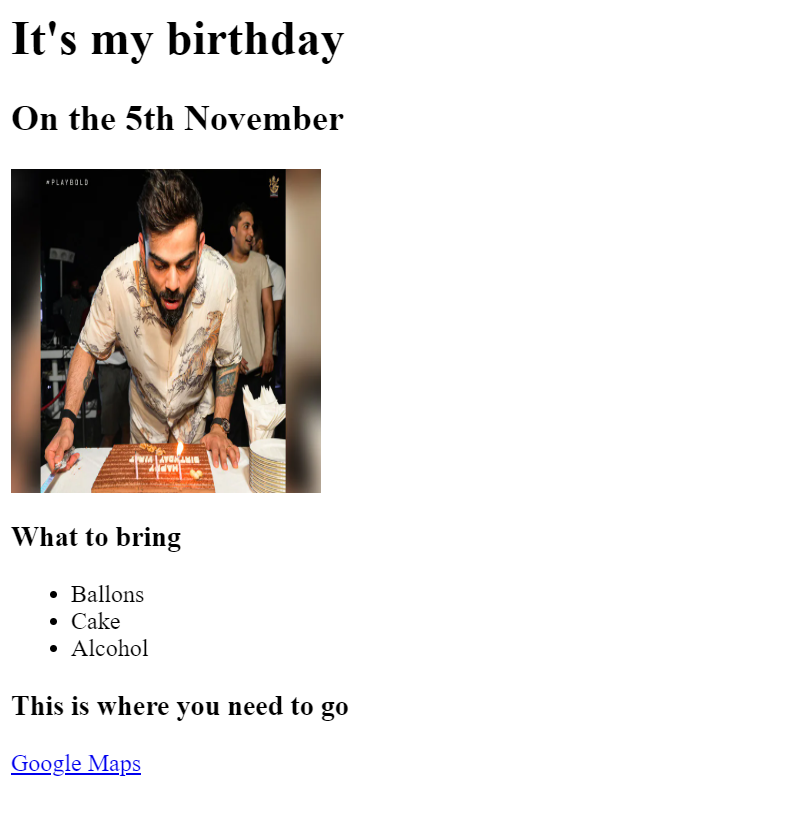 It's my birthday
On the 5th November
#PLAYBOLD
HAPPY
BIRTHDAY VIRAT
What to bring
Ballons
Cake
Alcohol
This is where you need to go
Google Maps